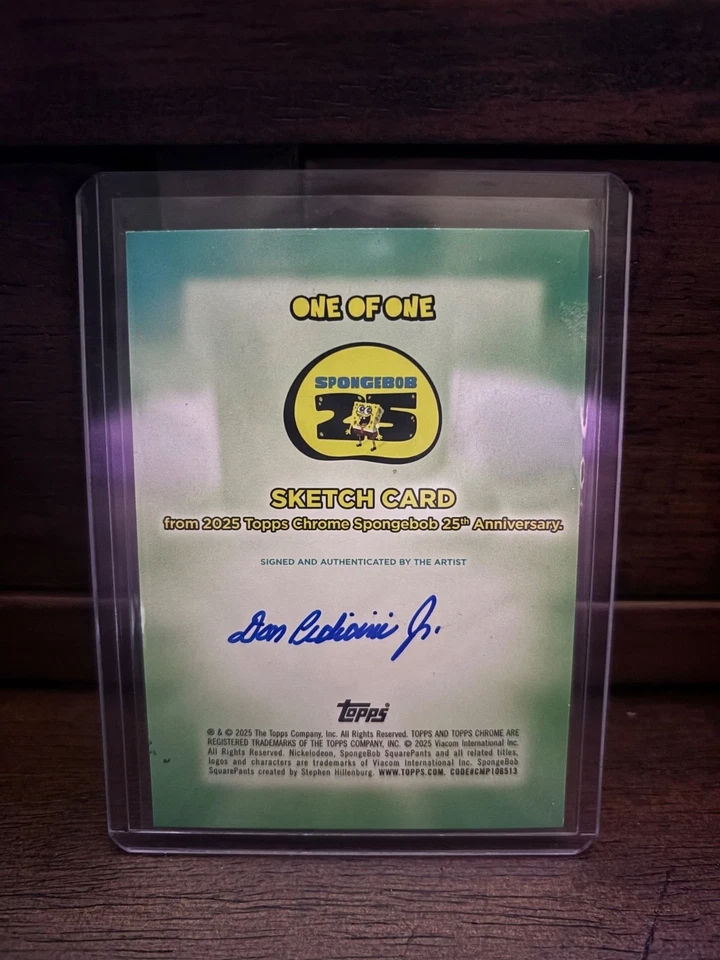 ONE OF ONE
SPONGEBOB
25
SKETCH CARD
from 2025 Topps Chrome Spongebob 25th Anniversary.
SIGNED AND AUTHENTICATED BY THE ARTIST
Dan Pedicini Jr.
Topps
® & © 2025 The Topps Company, Inc. All Rights Reserved. TOPPS AND TOPPS CHROME ARE
REGISTERED TRADEMARKS OF THE TOPPS COMPANY, INC. © 2025 Viacom International Inc.
All Rights Reserved. Nickelodeon, SpongeBob SquarePants and all related titles,
logos and characters are trademarks of Viacom International Inc. SpongeBob
SquarePants created by Stephen Hillenburg. WWW.TOPPS.COM. CODE#CMP106513